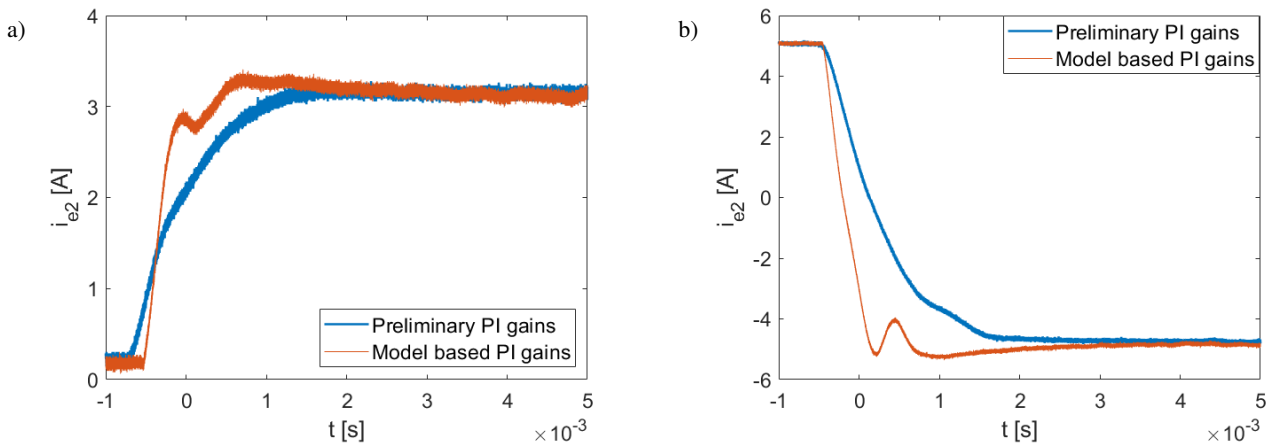 a)
4
3
2
1
0
i_e2 [A]
Preliminary PI gains
Model based PI gains
-1 0 1 2 3 4 5
t [s]
×10^-3
b)
6
4
2
0
-2
-4
-6
i_e2 [A]
Preliminary PI gains
Model based PI gains
-1 0 1 2 3 4 5
t [s]
×10^-3